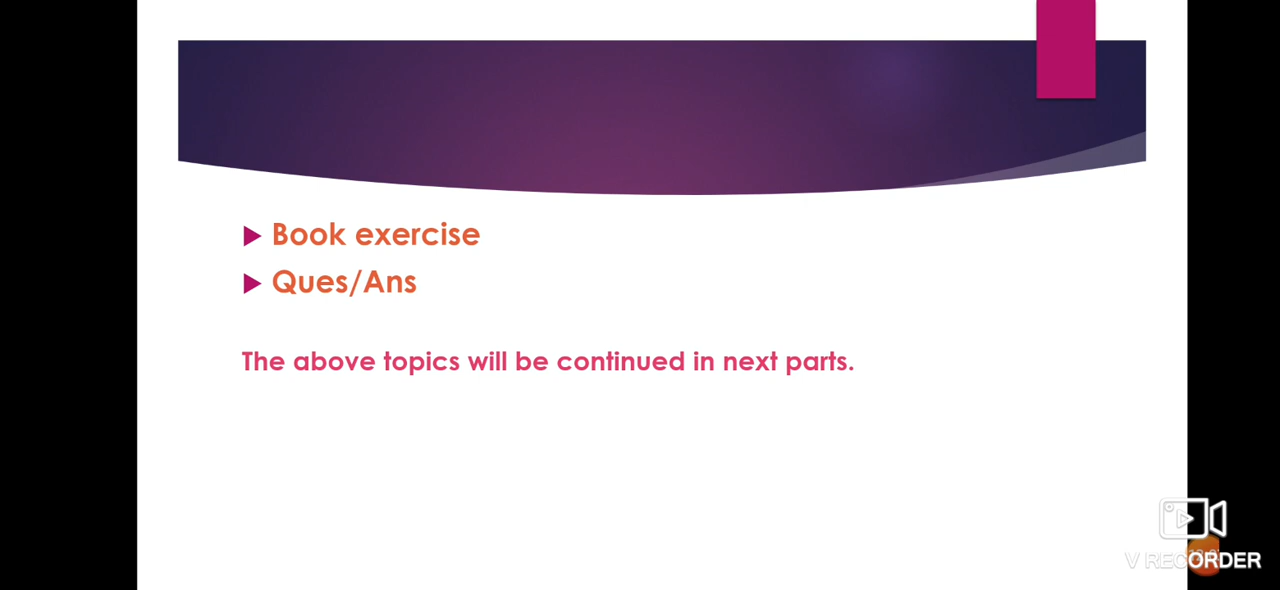 Book exercise
Ques/Ans
The above topics will be continued in next parts.
V RECORDER